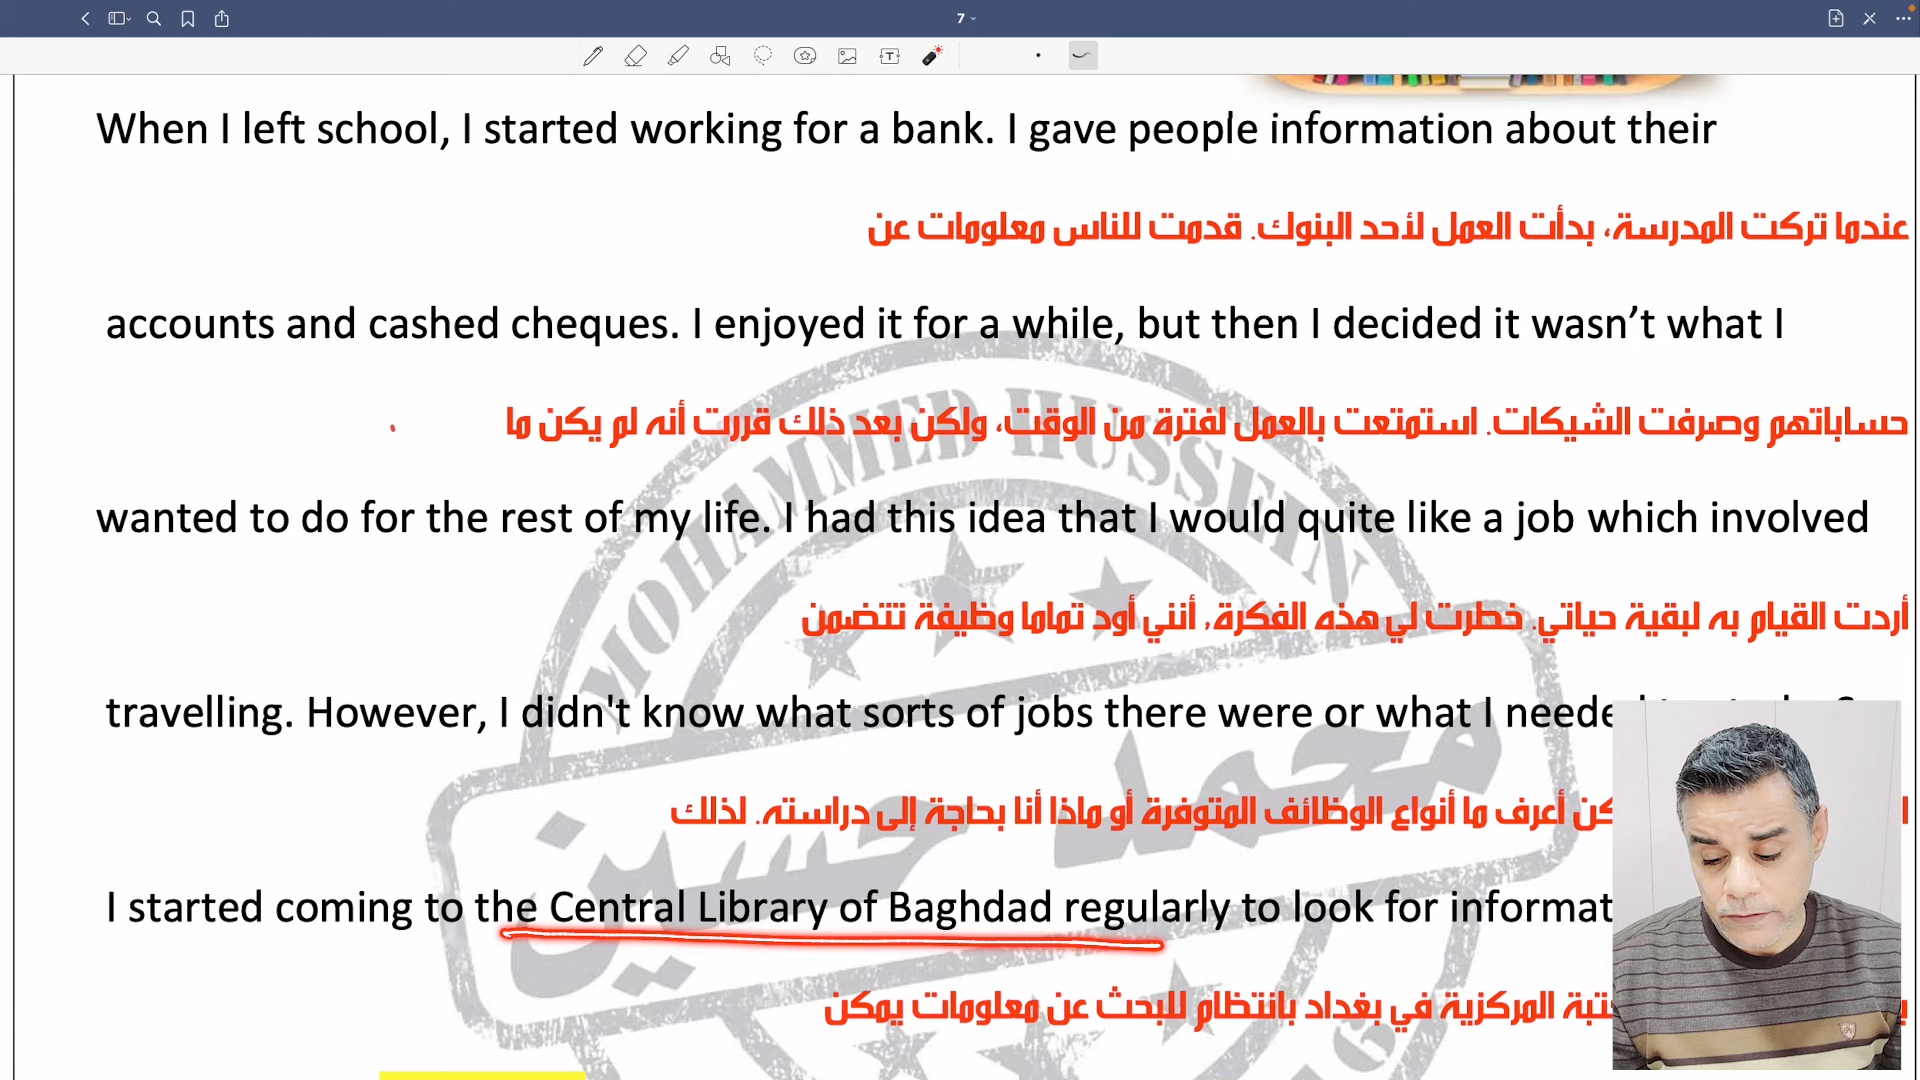 7
When I left school, I started working for a bank. I gave people information about their
عندما تركت المدرسة، بدأت العمل لأحد البنوك. قدمت للناس معلومات عن
accounts and cashed cheques. I enjoyed it for a while, but then I decided it wasn’t what I
حساباتهم وصرفت الشيكات. استمتعت بالعمل لفترة من الوقت، ولكن بعد ذلك قررت أنه لم يكن ما
wanted to do for the rest of my life. I had this idea that I would quite like a job which involved
أردت القيام به لبقية حياتي. خطرت لي هذه الفكرة, أنني أود تماما وظيفة تتضمن
travelling. However, I didn't know what sorts of jobs there were or what I
أعرف ما أنواع الوظائف المتوفرة أو ماذا أنا بحاجة إلى دراسته. لذلك
I started coming to the Central Library of Baghdad regularly to look for
المركزية في بغداد بانتظام للبحث عن معلومات يمكن
MOHAMMED HUSSEIN
محمد حسين